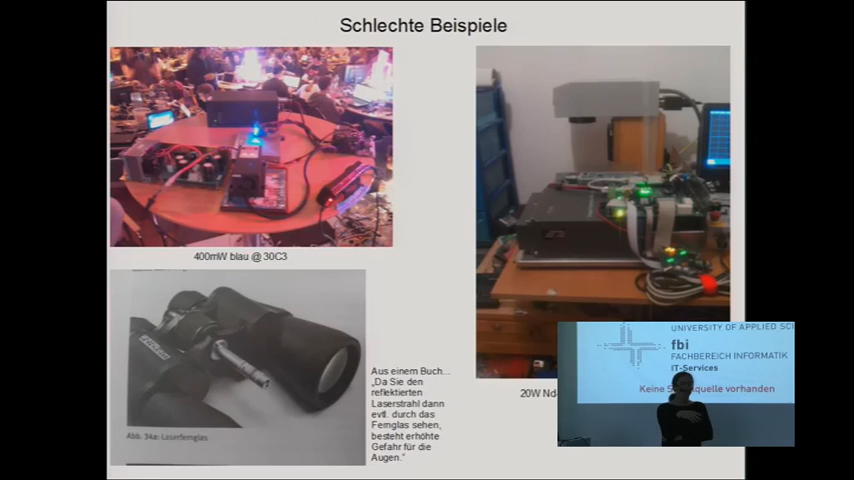 Schlechte Beispiele
400mW blau @ 30C3
Abb. 34a: Laserfernglas
Aus einem Buch...
„Da Sie den
reflektierten
Laserstrahl dann
evtl. durch das
Fernglas sehen,
besteht erhöhte
Gefahr für die
Augen.“
20W Nd
UNIVERSITY OF APPLIED SCI
fbi
FACHBEREICH INFORMATIK
IT-Services
Keine vorhanden